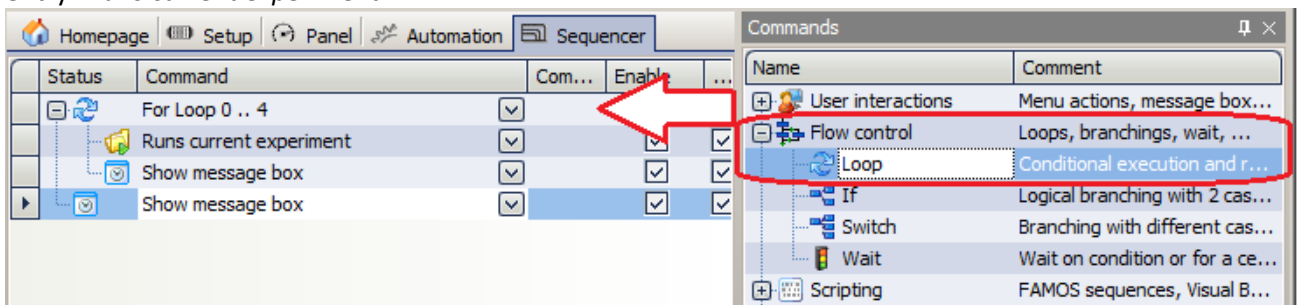 Homepage Setup Panel Automation Sequencer
Status Command Com... Enable ...
For Loop 0 .. 4
Runs current experiment
Show message box
Show message box
Commands
Name Comment
User interactions Menu actions, message box...
Flow control Loops, branchings, wait, ...
Loop Conditional execution and r...
If Logical branching with 2 cas...
Switch Branching with different cas...
Wait Wait on condition or for a ce...
Scripting FAMOS sequences, Visual B...